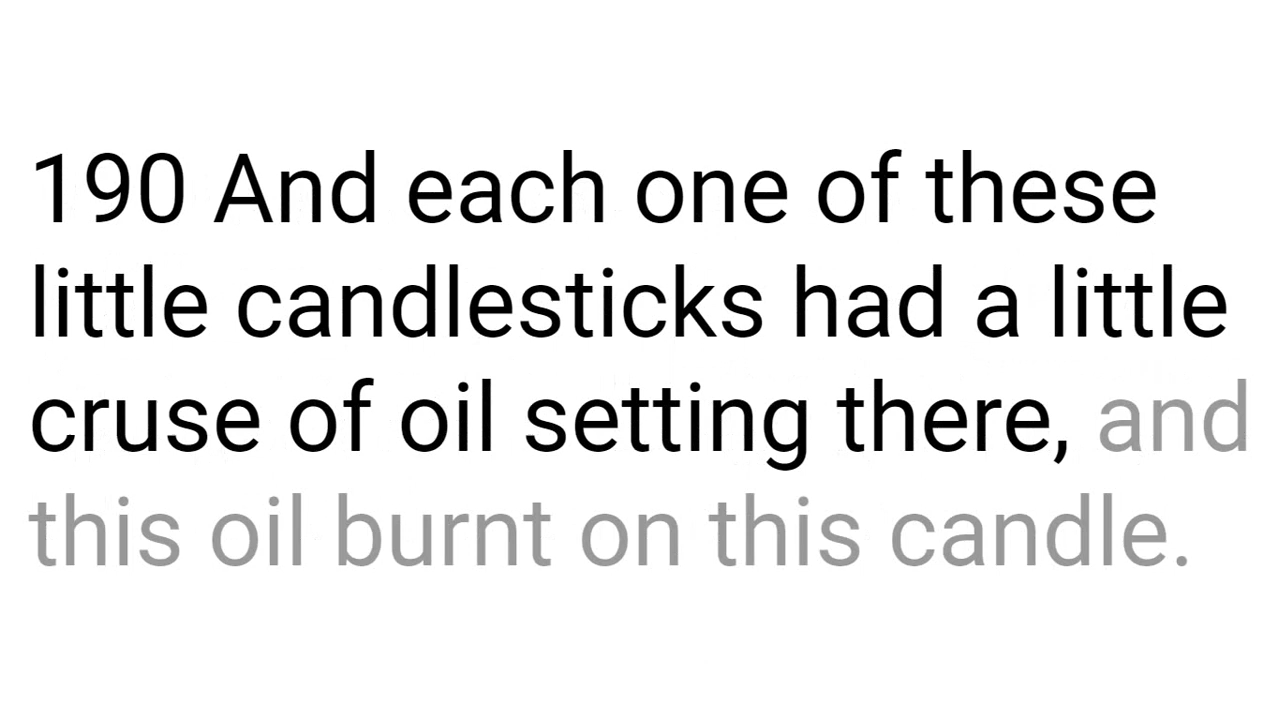 190 And each one of these
little candlesticks had a little
cruse of oil setting there, and
this oil burnt on this candle.